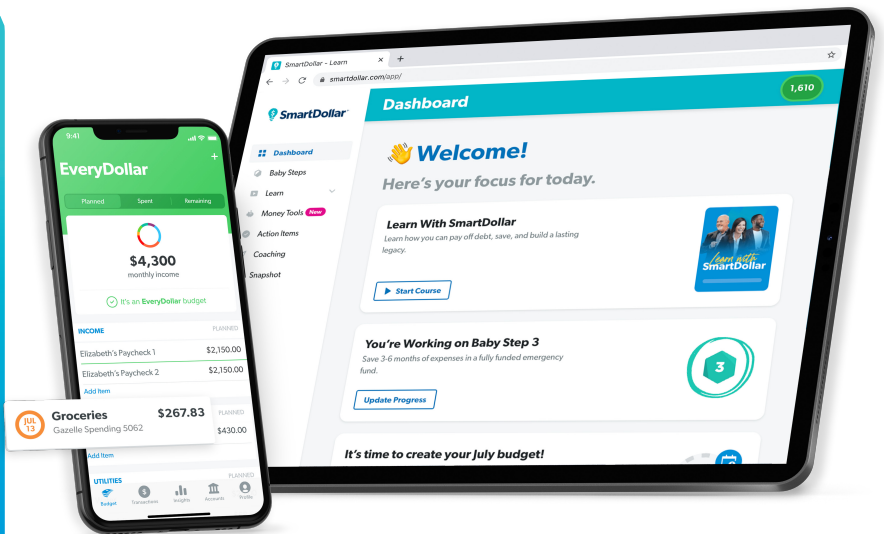 9:41
EveryDollar
+
Planned
Spent
Remaining
$4,300
monthly income
It's an EveryDollar budget
INCOME PLANNED
Elizabeth's Paycheck 1 $2,150.00
Elizabeth's Paycheck 2 $2,150.00
Add Item
JUL 13
Groceries $267.83
Gazelle Spending 5062
PLANNED
$430.00
Add Item
UTILITIES PLANNED
Budget
Transactions
Insights
Accounts
Profile
SmartDollar - Learn × +
smartdollar.com/app/
SmartDollar
Dashboard
1,610
Dashboard
Baby Steps
Learn
Money Tools New
Action Items
Coaching
Snapshot
Welcome!
Here's your focus for today.
Learn With SmartDollar
Learn how you can pay off debt, save, and build a lasting
legacy.
Start Course
Learn with
SmartDollar
You're Working on Baby Step 3
Save 3-6 months of expenses in a fully funded emergency
fund.
Update Progress
3
It's time to create your July budget!